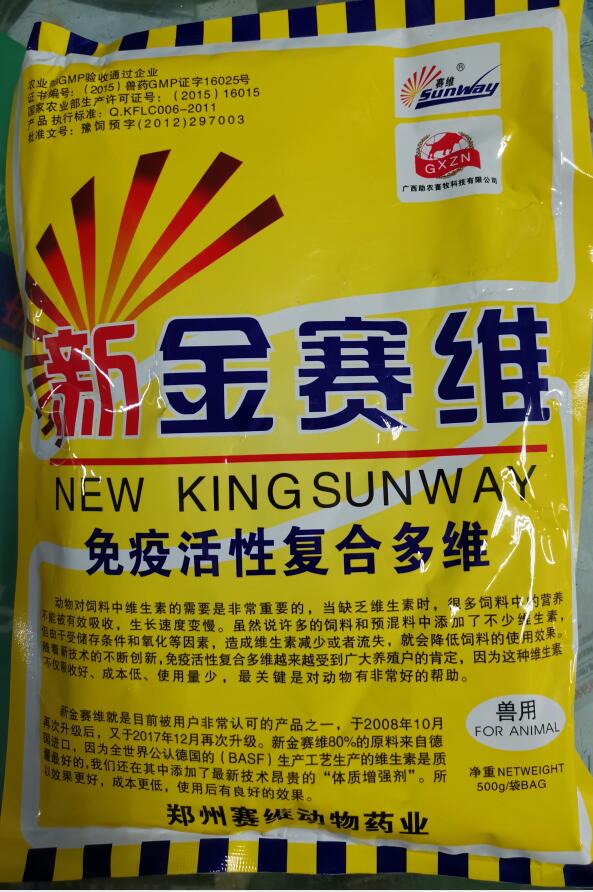 农业部GMP验收通过企业
证书编号：（2015）兽药GMP证字16025号
国家农业部生产许可证号：（2015）16015
产品执行标准：Q.KFLC006-2011
批准文号：豫饲预字(2012)297003
赛维®
Sunway
GXZN
广西助农畜牧科技有限公司
新金赛维
NEW KINGSUNWAY
免疫活性复合多维
动物对饲料中维生素的需要是非常重要的，当缺乏维生素时，很多饲料中的营养
不能被有效吸收，生长速度变慢。虽然说许多的饲料和预混料中添加了不少维生素，
但由于受储存条件和氧化等因素，造成维生素减少或者流失，就会降低饲料的使用效果。
随着新技术的不断创新，免疫活性复合多维越来越受到广大养殖户的肯定，因为这种维生素
不仅吸收好、成本低、使用量少，最关键是对动物有非常好的帮助。
新金赛维就是目前被用户非常认可的产品之一，于2008年10月
再次升级后，又于2017年12月再次升级。新金赛维80%的原料来自德
国进口，因为全世界公认德国的（BASF）生产工艺生产的维生素是质
量最好的,我们还在其中添加了最新技术昂贵的“体质增强剂”。所
以效果更好，成本更低，使用后有良好的效果。
兽用
FOR ANIMAL
净重NETWEIGHT
500g/袋BAG
郑州赛维动物药业